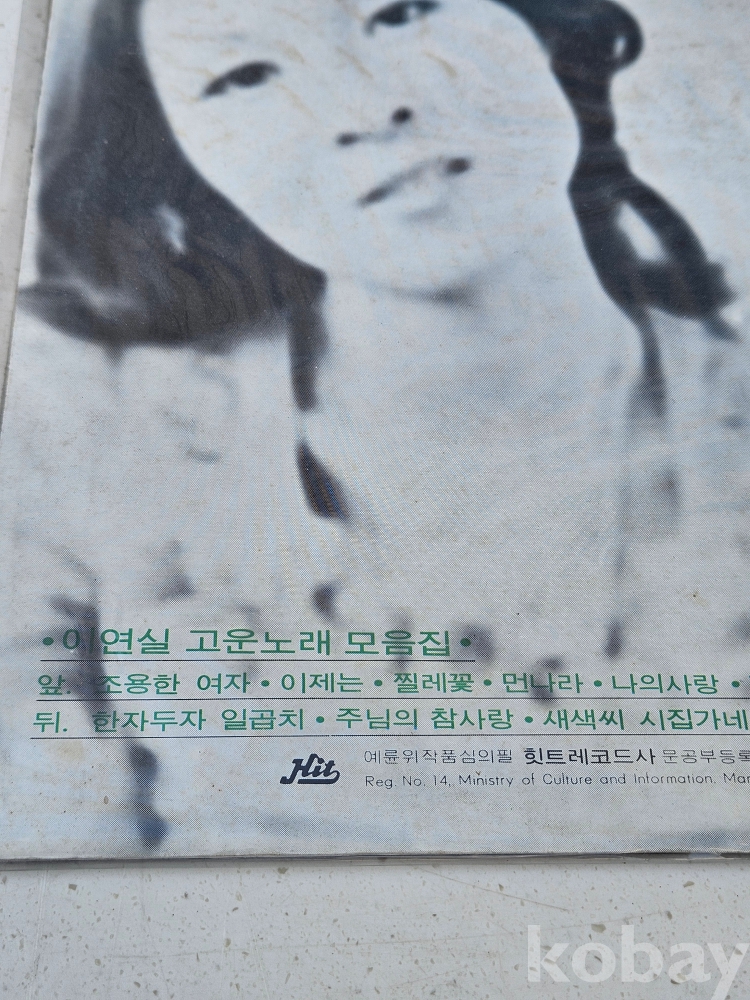 •이연실 고운노래 모음집•
앞. 조용한 여자 • 이제는 • 찔레꽃 • 먼나라 • 나의사랑 •
뒤. 한자두자 일곱치 • 주님의 참사랑 • 새색씨 시집가네
Hit 예륜위작품심의필 힛트레코드사 문공부등록
Reg. No. 14, Ministry of Culture and Information. Mar
kobay